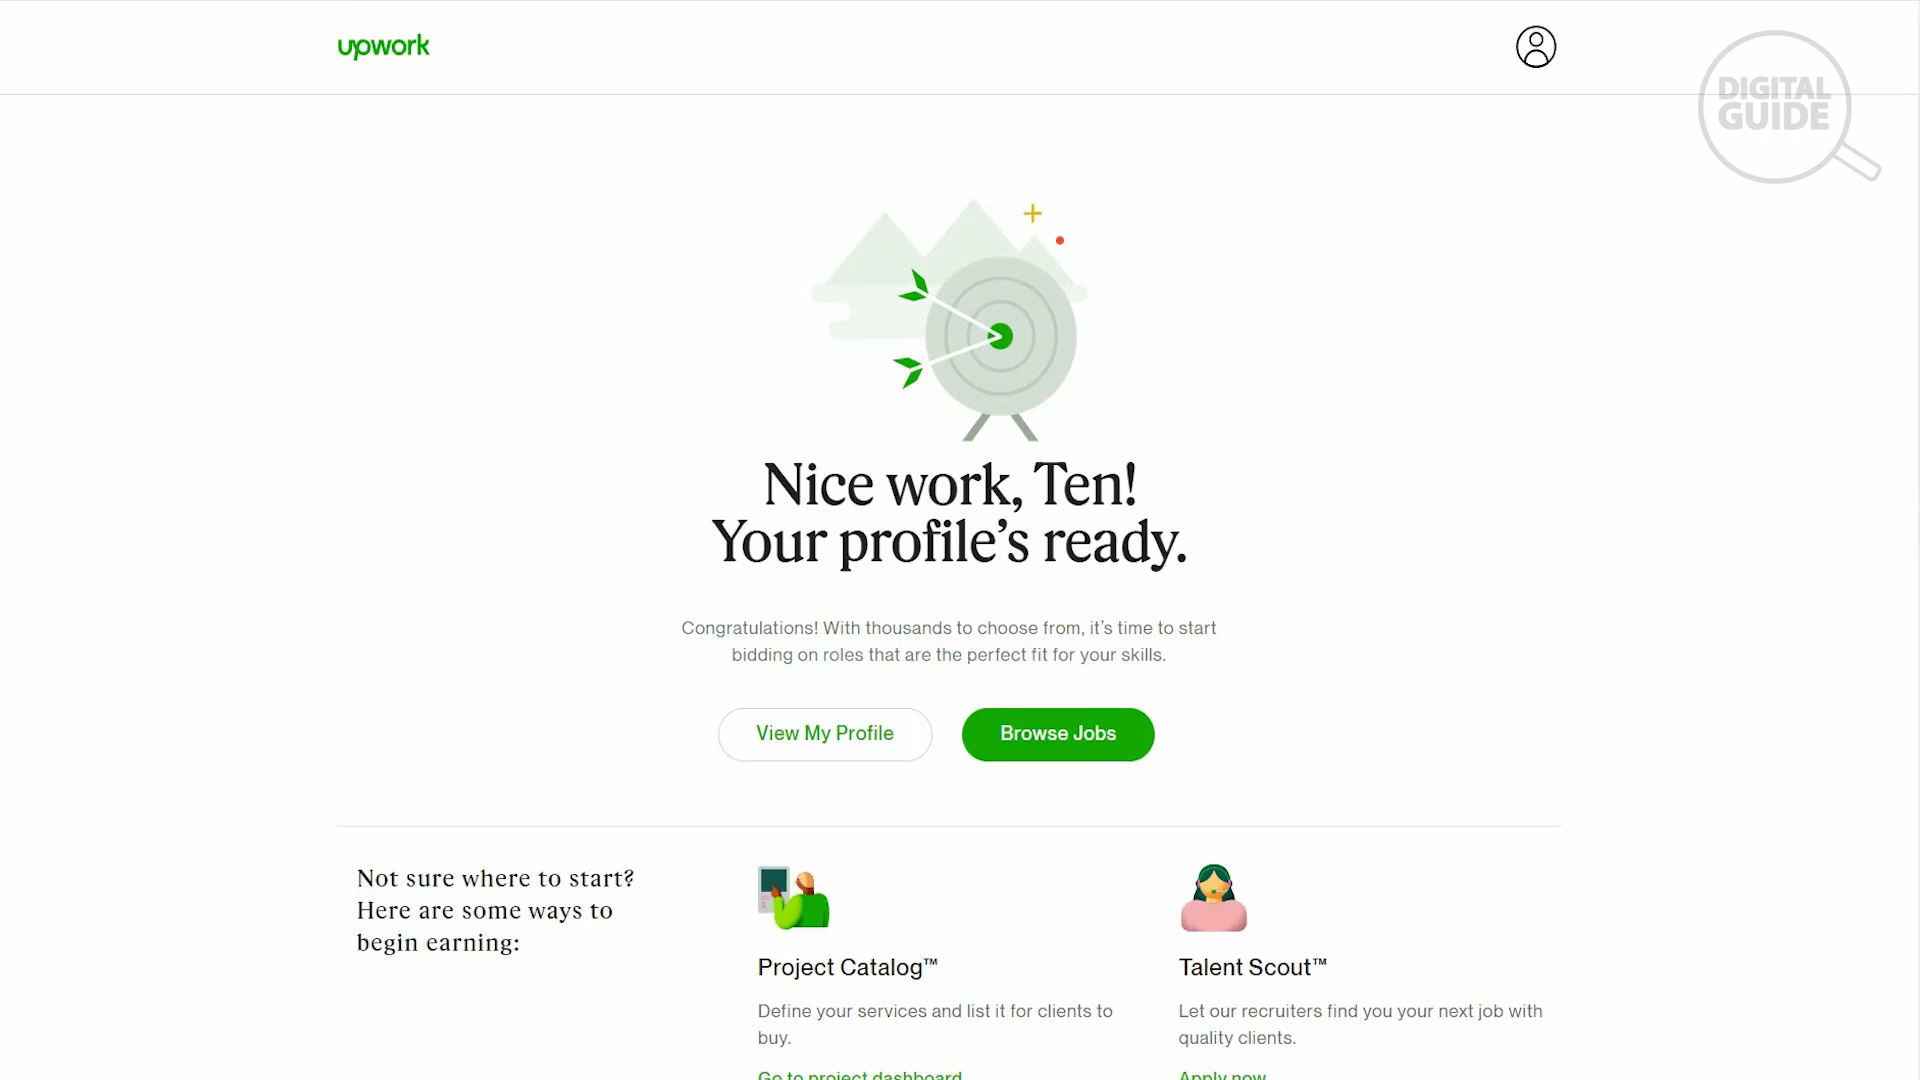 upwork
DIGITAL
GUIDE
Nice work, Ten!
Your profile’s ready.
Congratulations! With thousands to choose from, it’s time to start
bidding on roles that are the perfect fit for your skills.
View My Profile
Browse Jobs
Not sure where to start?
Here are some ways to
begin earning:
Project Catalog™
Define your services and list it for clients to
buy.
Go to project dashboard
Talent Scout™
Let our recruiters find you your next job with
quality clients.
Apply now